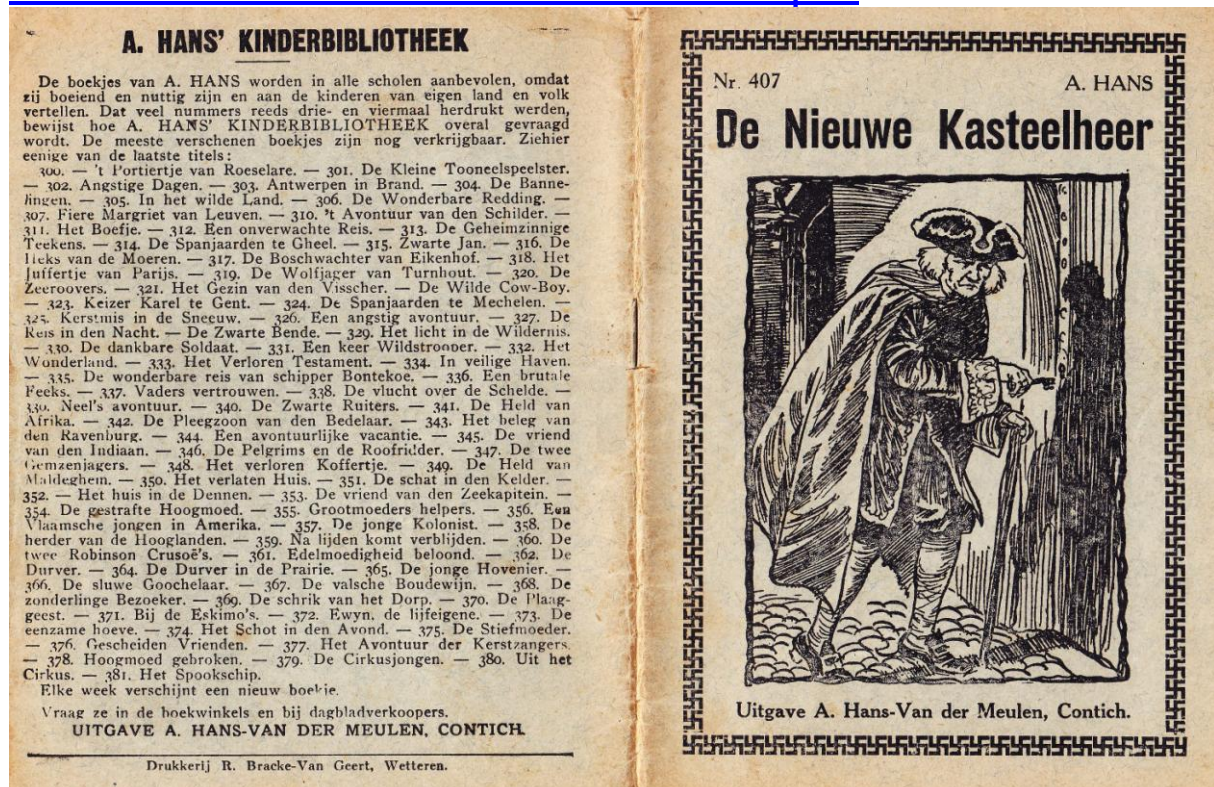 A. HANS' KINDERBIBLIOTHEEK
De boekjes van A. HANS worden in alle scholen aanbevolen, omdat
zij boeiend en nuttig zijn en aan de kinderen van eigen land en volk
vertellen. Dat veel nummers reeds drie- en viermaal herdrukt werden,
bewijst hoe A. HANS' KINDERBIBLIOTHEEK overal gevraagd
wordt. De meeste verschenen boekjes zijn nog verkrijgbaar. Ziehier
eenige van de laatste titels:
300. — 't Portiertje van Roeselare. — 301. De Kleine Tooneelspeelster.
— 302. Angstige Dagen. — 303. Antwerpen in Brand. — 304. De Banne-
lingen. — 305. In het wilde Land. — 306. De Wonderbare Redding. —
307. Fiere Margriet van Leuven. — 310. 't Avontuur van den Schilder. —
311. Het Boefje. — 312. Een onverwachte Reis. — 313. De Geheimzinnige
Teekens. — 314. De Spanjaarden te Gheel. — 315. Zwarte Jan. — 316. De
Heks van de Moeren. — 317. De Boschwachter van Eikenhof. — 318. Het
Juffertje van Parijs. — 319. De Wolfjager van Turnhout. — 320. De
Zeeroovers. — 321. Het Gezin van den Visscher. — De Wilde Cow-Boy.
— 323. Keizer Karel te Gent. — 324. De Spanjaarden te Mechelen. —
325. Kerstmis in de Sneeuw. — 326. Een angstig avontuur. — 327. De
Reis in den Nacht. — De Zwarte Bende. — 329. Het licht in de Wildernis.
— 330. De dankbare Soldaat. — 331. Een keer Wildstrooper. — 332. Het
Wonderland. — 333. Het Verloren Testament. — 334. In veilige Haven.
— 335. De wonderbare reis van schipper Bontekoe. — 336. Een brutale
Feeks. — 337. Vaders vertrouwen. — 338. De vlucht over de Schelde. —
339. Neel's avontuur. — 340. De Zwarte Ruiters. — 341. De Held van
Afrika. — 342. De Pleegzoon van den Bedelaar. — 343. Het beleg van
den Ravenburg. — 344. Een avontuurlijke vacantie. — 345. De vriend
van den Indiaan. — 346. De Pelgrims en de Roofridder. — 347. De twee
Gemzenjagers. — 348. Het verloren Koffertje. — 349. De Held van
Maldeghem. — 350. Het verlaten Huis. — 351. De schat in den Kelder. —
352. — Het huis in de Dennen. — 353. De vriend van den Zeekapitein. —
354. De gestrafte Hoogmoed. — 355. Grootmoeders helpers. — 356. Een
Vlaamsche jongen in Amerika. — 357. De jonge Kolonist. — 358. De
herder van de Hooglanden. — 359. Na lijden komt verblijden. — 360. De
twee Robinson Crusoë's. — 361. Edelmoedigheid beloond. — 362. De
Durver. — 364. De Durver in de Prairie. — 365. De jonge Hovenier. —
366. De sluwe Goochelaar. — 367. De valsche Boudewijn. — 368. De
zonderlinge Bezoeker. — 369. De schrik van het Dorp. — 370. De Plaag-
geest. — 371. Bij de Eskimo's. — 372. Ewyn, de lijfeigene. — 373. De
eenzame hoeve. — 374. Het Schot in den Avond. — 375. De Stiefmoeder.
— 376. Gescheiden Vrienden. — 377. Het Avontuur der Kerstzangers.
— 378. Hoogmoed gebroken. — 379. De Cirkusjongen. — 380. Uit het
Cirkus. — 381. Het Spookschip.
Elke week verschijnt een nieuw boekje.
Vraag ze in de boekwinkels en bij dagbladverkoopers.
UITGAVE A. HANS-VAN DER MEULEN, CONTICH.
Drukkerij R. Bracke-Van Geert, Wetteren.
Nr. 407 A. HANS
De Nieuwe Kasteelheer
Uitgave A. Hans-Van der Meulen, Contich.